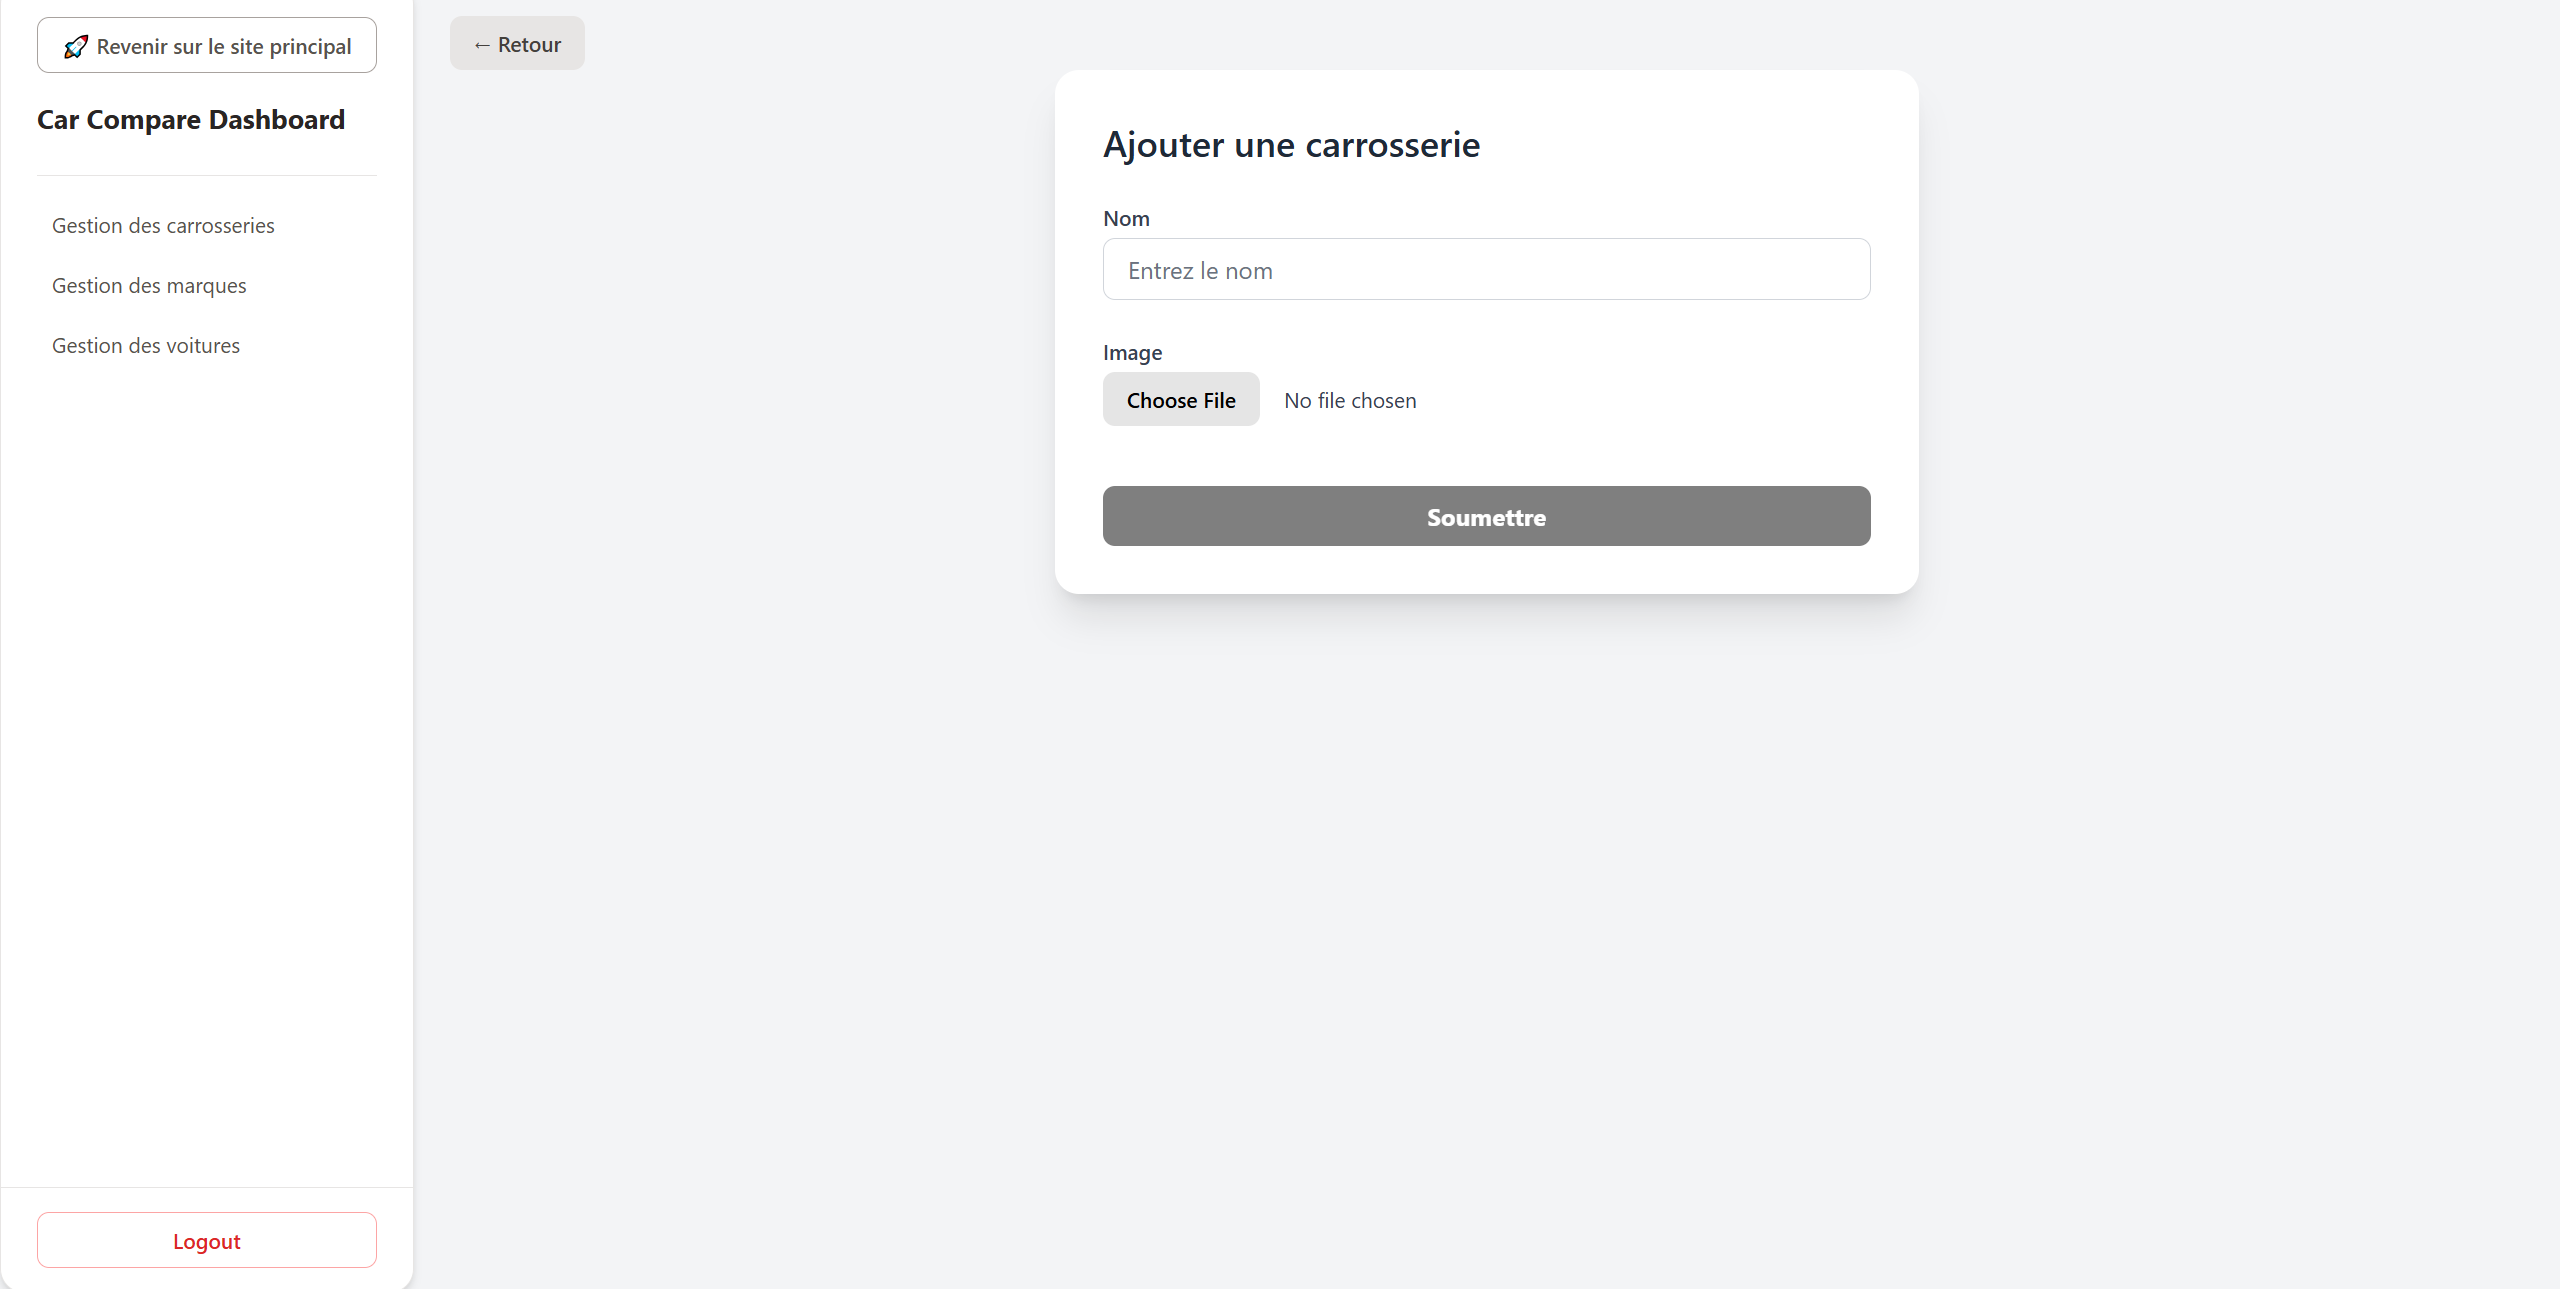 🚀 Revenir sur le site principal
Car Compare Dashboard
Gestion des carrosseries
Gestion des marques
Gestion des voitures
Logout
← Retour
Ajouter une carrosserie
Nom
Entrez le nom
Image
Choose File No file chosen
Soumettre